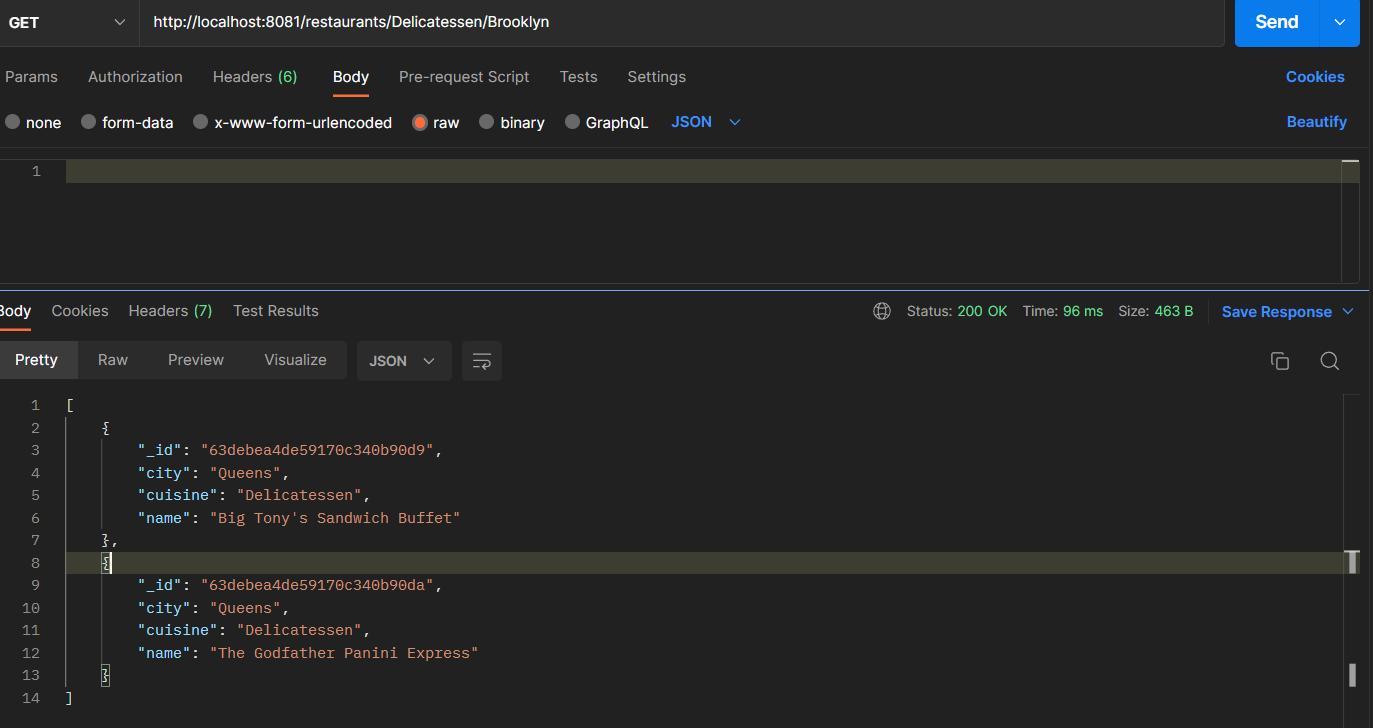 GET http://localhost:8081/restaurants/Delicatessen/Brooklyn Send
Params Authorization Headers (6) Body Pre-request Script Tests Settings Cookies
none form-data x-www-form-urlencoded raw binary GraphQL JSON Beautify
1
Body Cookies Headers (7) Test Results Status: 200 OK Time: 96 ms Size: 463 B Save Response
Pretty Raw Preview Visualize JSON
1 [
2 {
3 "_id": "63debea4de59170c340b90d9",
4 "city": "Queens",
5 "cuisine": "Delicatessen",
6 "name": "Big Tony's Sandwich Buffet"
7 },
8 {
9 "_id": "63debea4de59170c340b90da",
10 "city": "Queens",
11 "cuisine": "Delicatessen",
12 "name": "The Godfather Panini Express"
13 }
14 ]